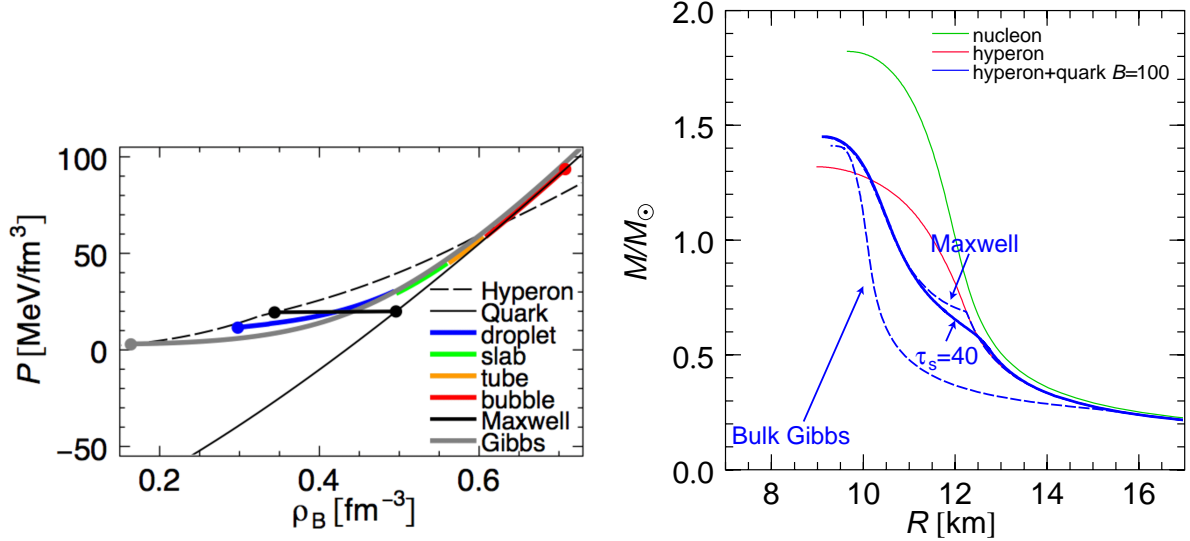 100
50
0
−50
P [MeV/fm³]
0.2
0.4
0.6
ρ_B [fm⁻³]
Hyperon
Quark
droplet
slab
tube
bubble
Maxwell
Gibbs
2.0
1.5
1.0
0.5
0.0
M/M⊙
nucleon
hyperon
hyperon+quark B=100
Maxwell
τ_s=40
Bulk Gibbs
8
10
12
14
16
R [km]